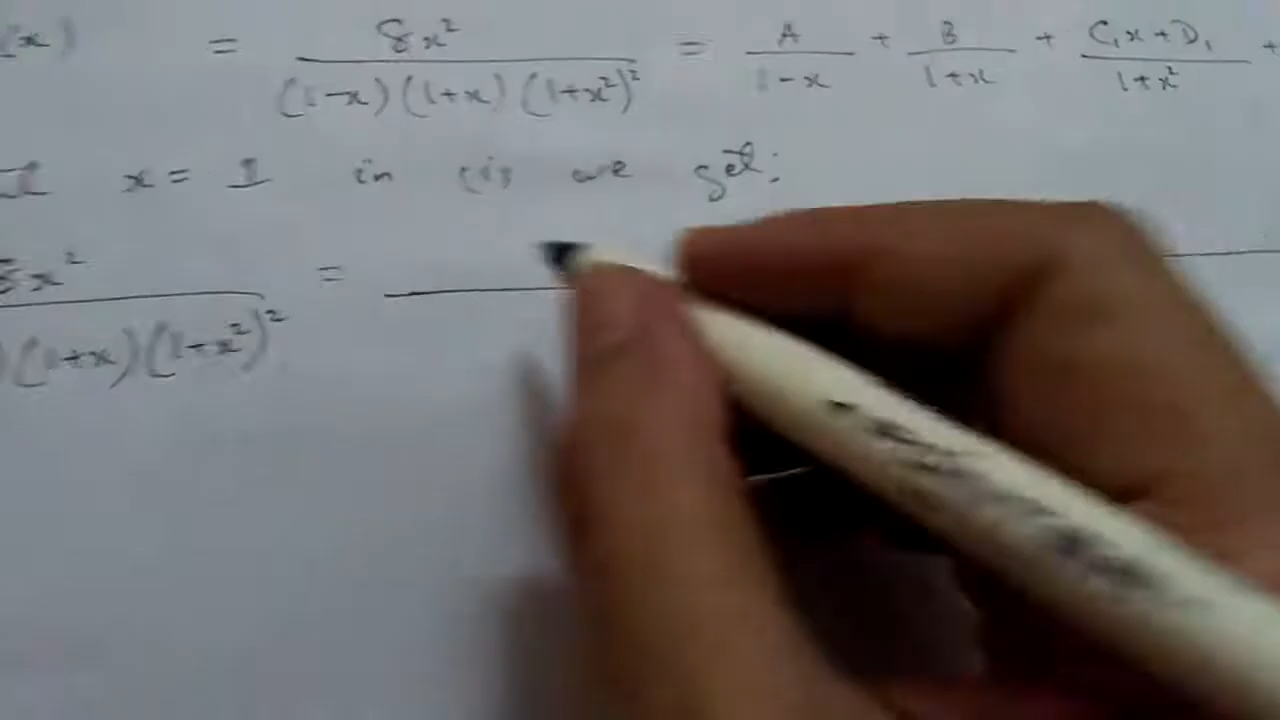 (x) = 8x² / (1-x)(1+x)(1+x²)² = A / 1-x + B / 1+x + C₁x+D₁ / 1+x² +
x = 1 in (i) we get;
8x² / )(1+x)(1+x²)² =